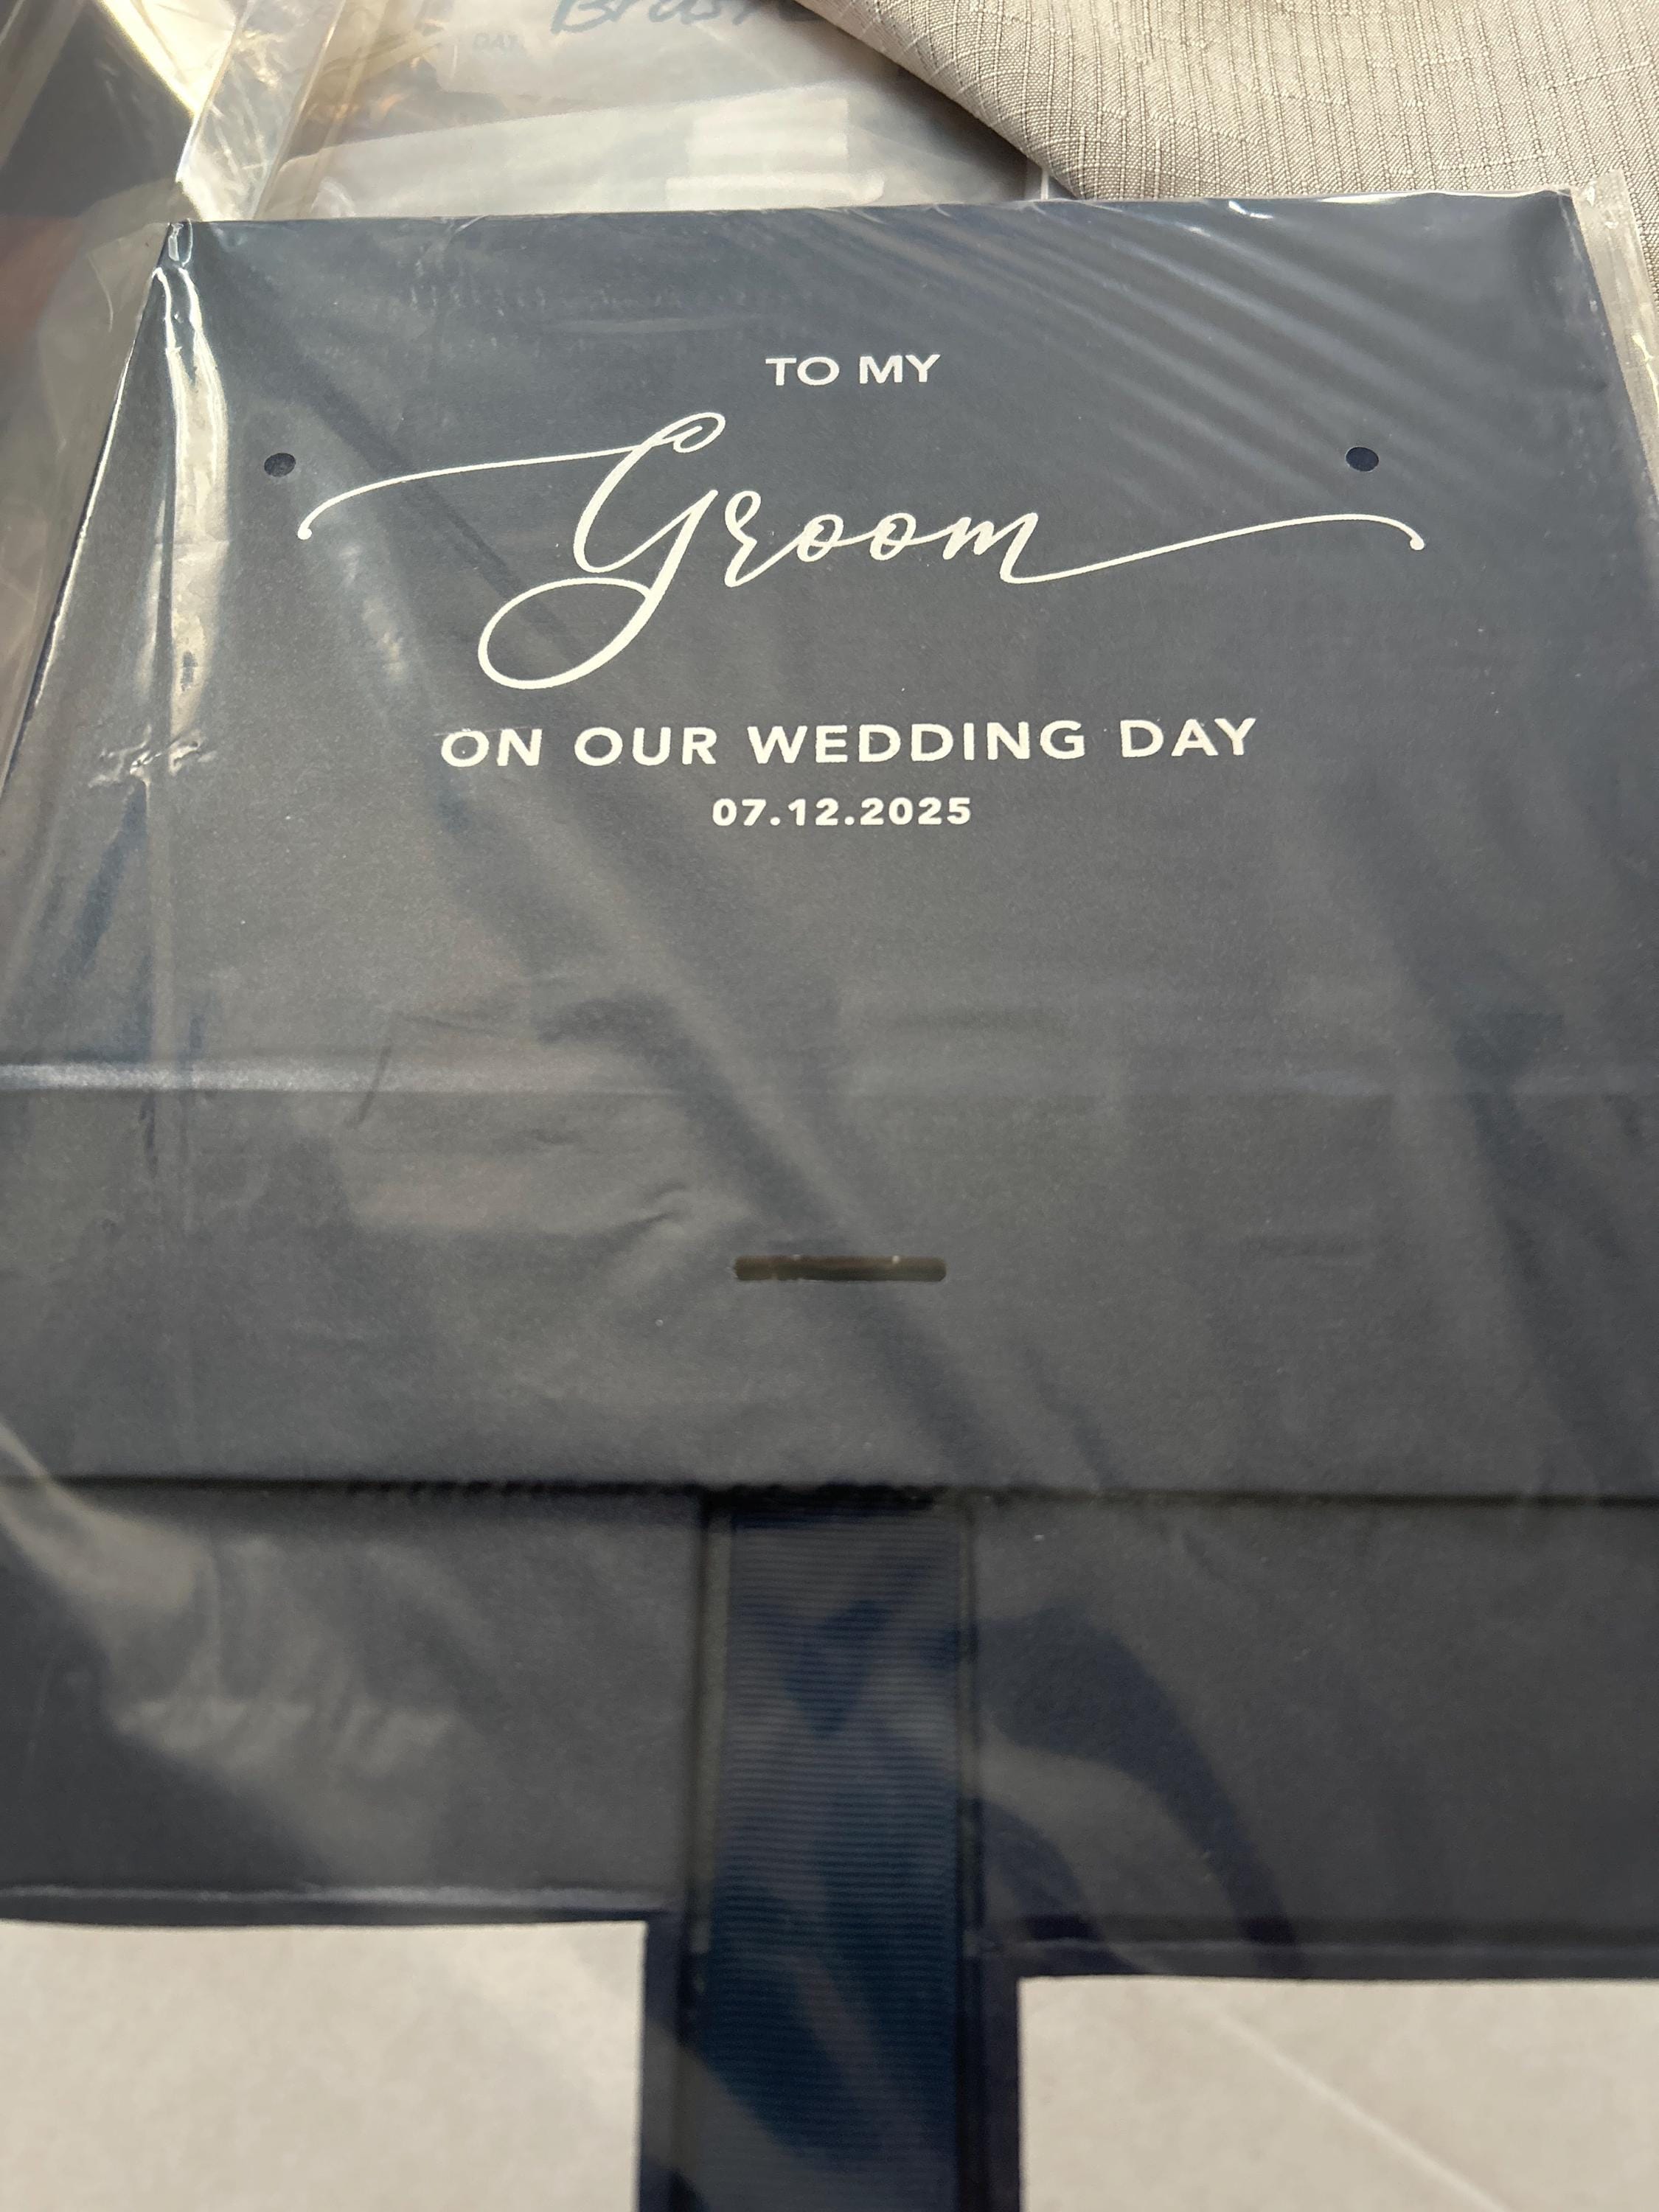 TO MY
Groom
ON OUR WEDDING DAY
07.12.2025